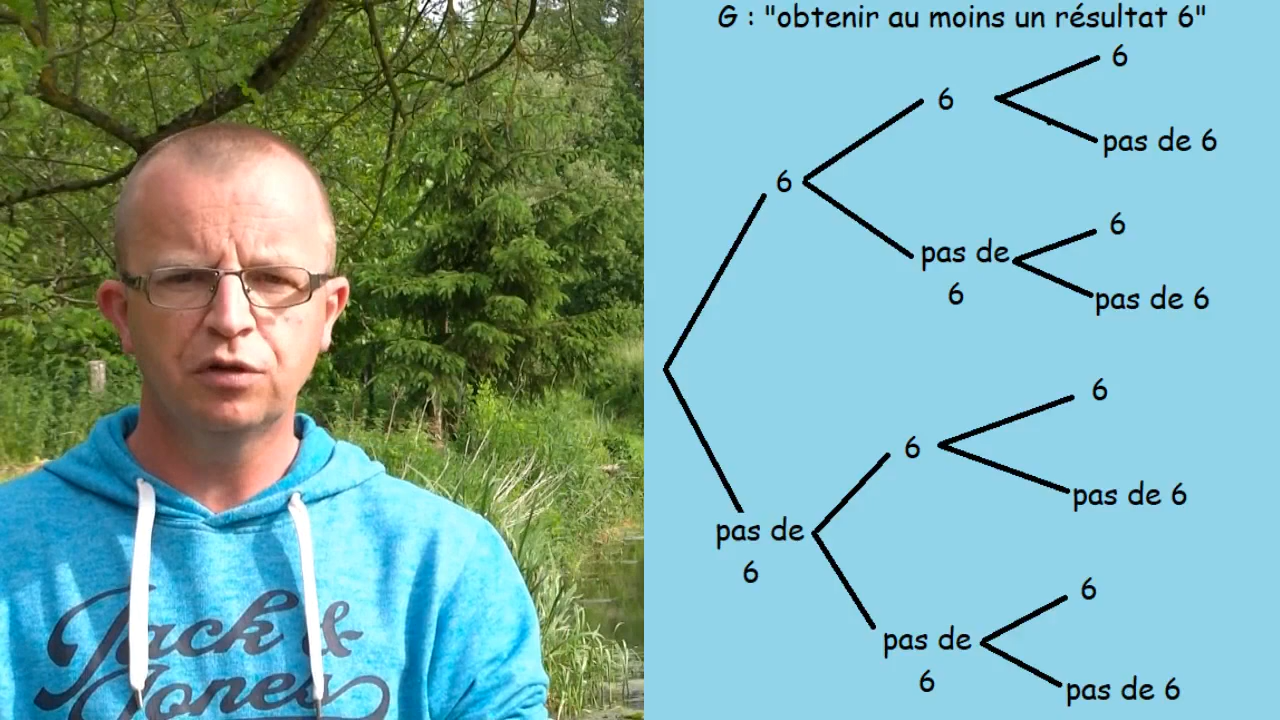 G : "obtenir au moins un résultat 6"
6
6
pas de 6
6
6
pas de
6
pas de 6
6
6
pas de 6
pas de
6
6
pas de
6
pas de 6
Jack &
Jones